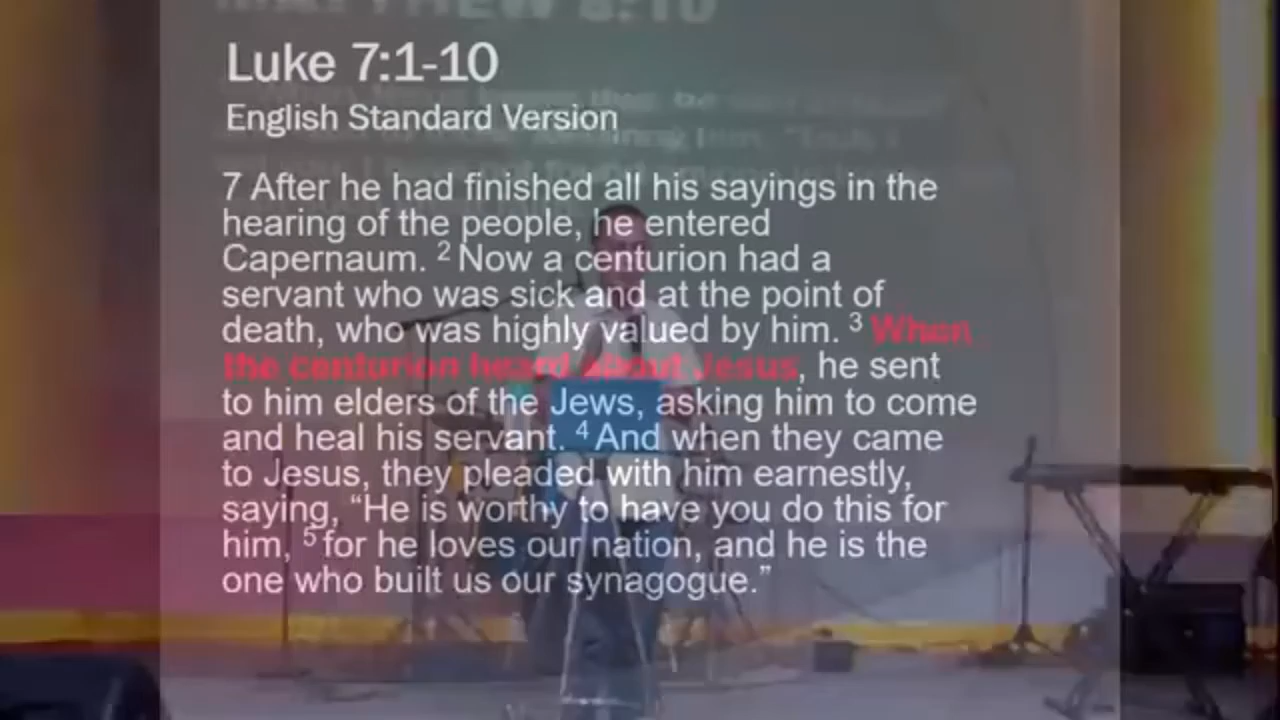 MATTHEW 8:10
Luke 7:1-10
English Standard Version
7 After he had finished all his sayings in the
hearing of the people, he entered
Capernaum. 2 Now a centurion had a
servant who was sick and at the point of
death, who was highly valued by him. 3 When
the centurion heard about Jesus, he sent
to him elders of the Jews, asking him to come
and heal his servant. 4 And when they came
to Jesus, they pleaded with him earnestly,
saying, “He is worthy to have you do this for
him, 5 for he loves our nation, and he is the
one who built us our synagogue.”